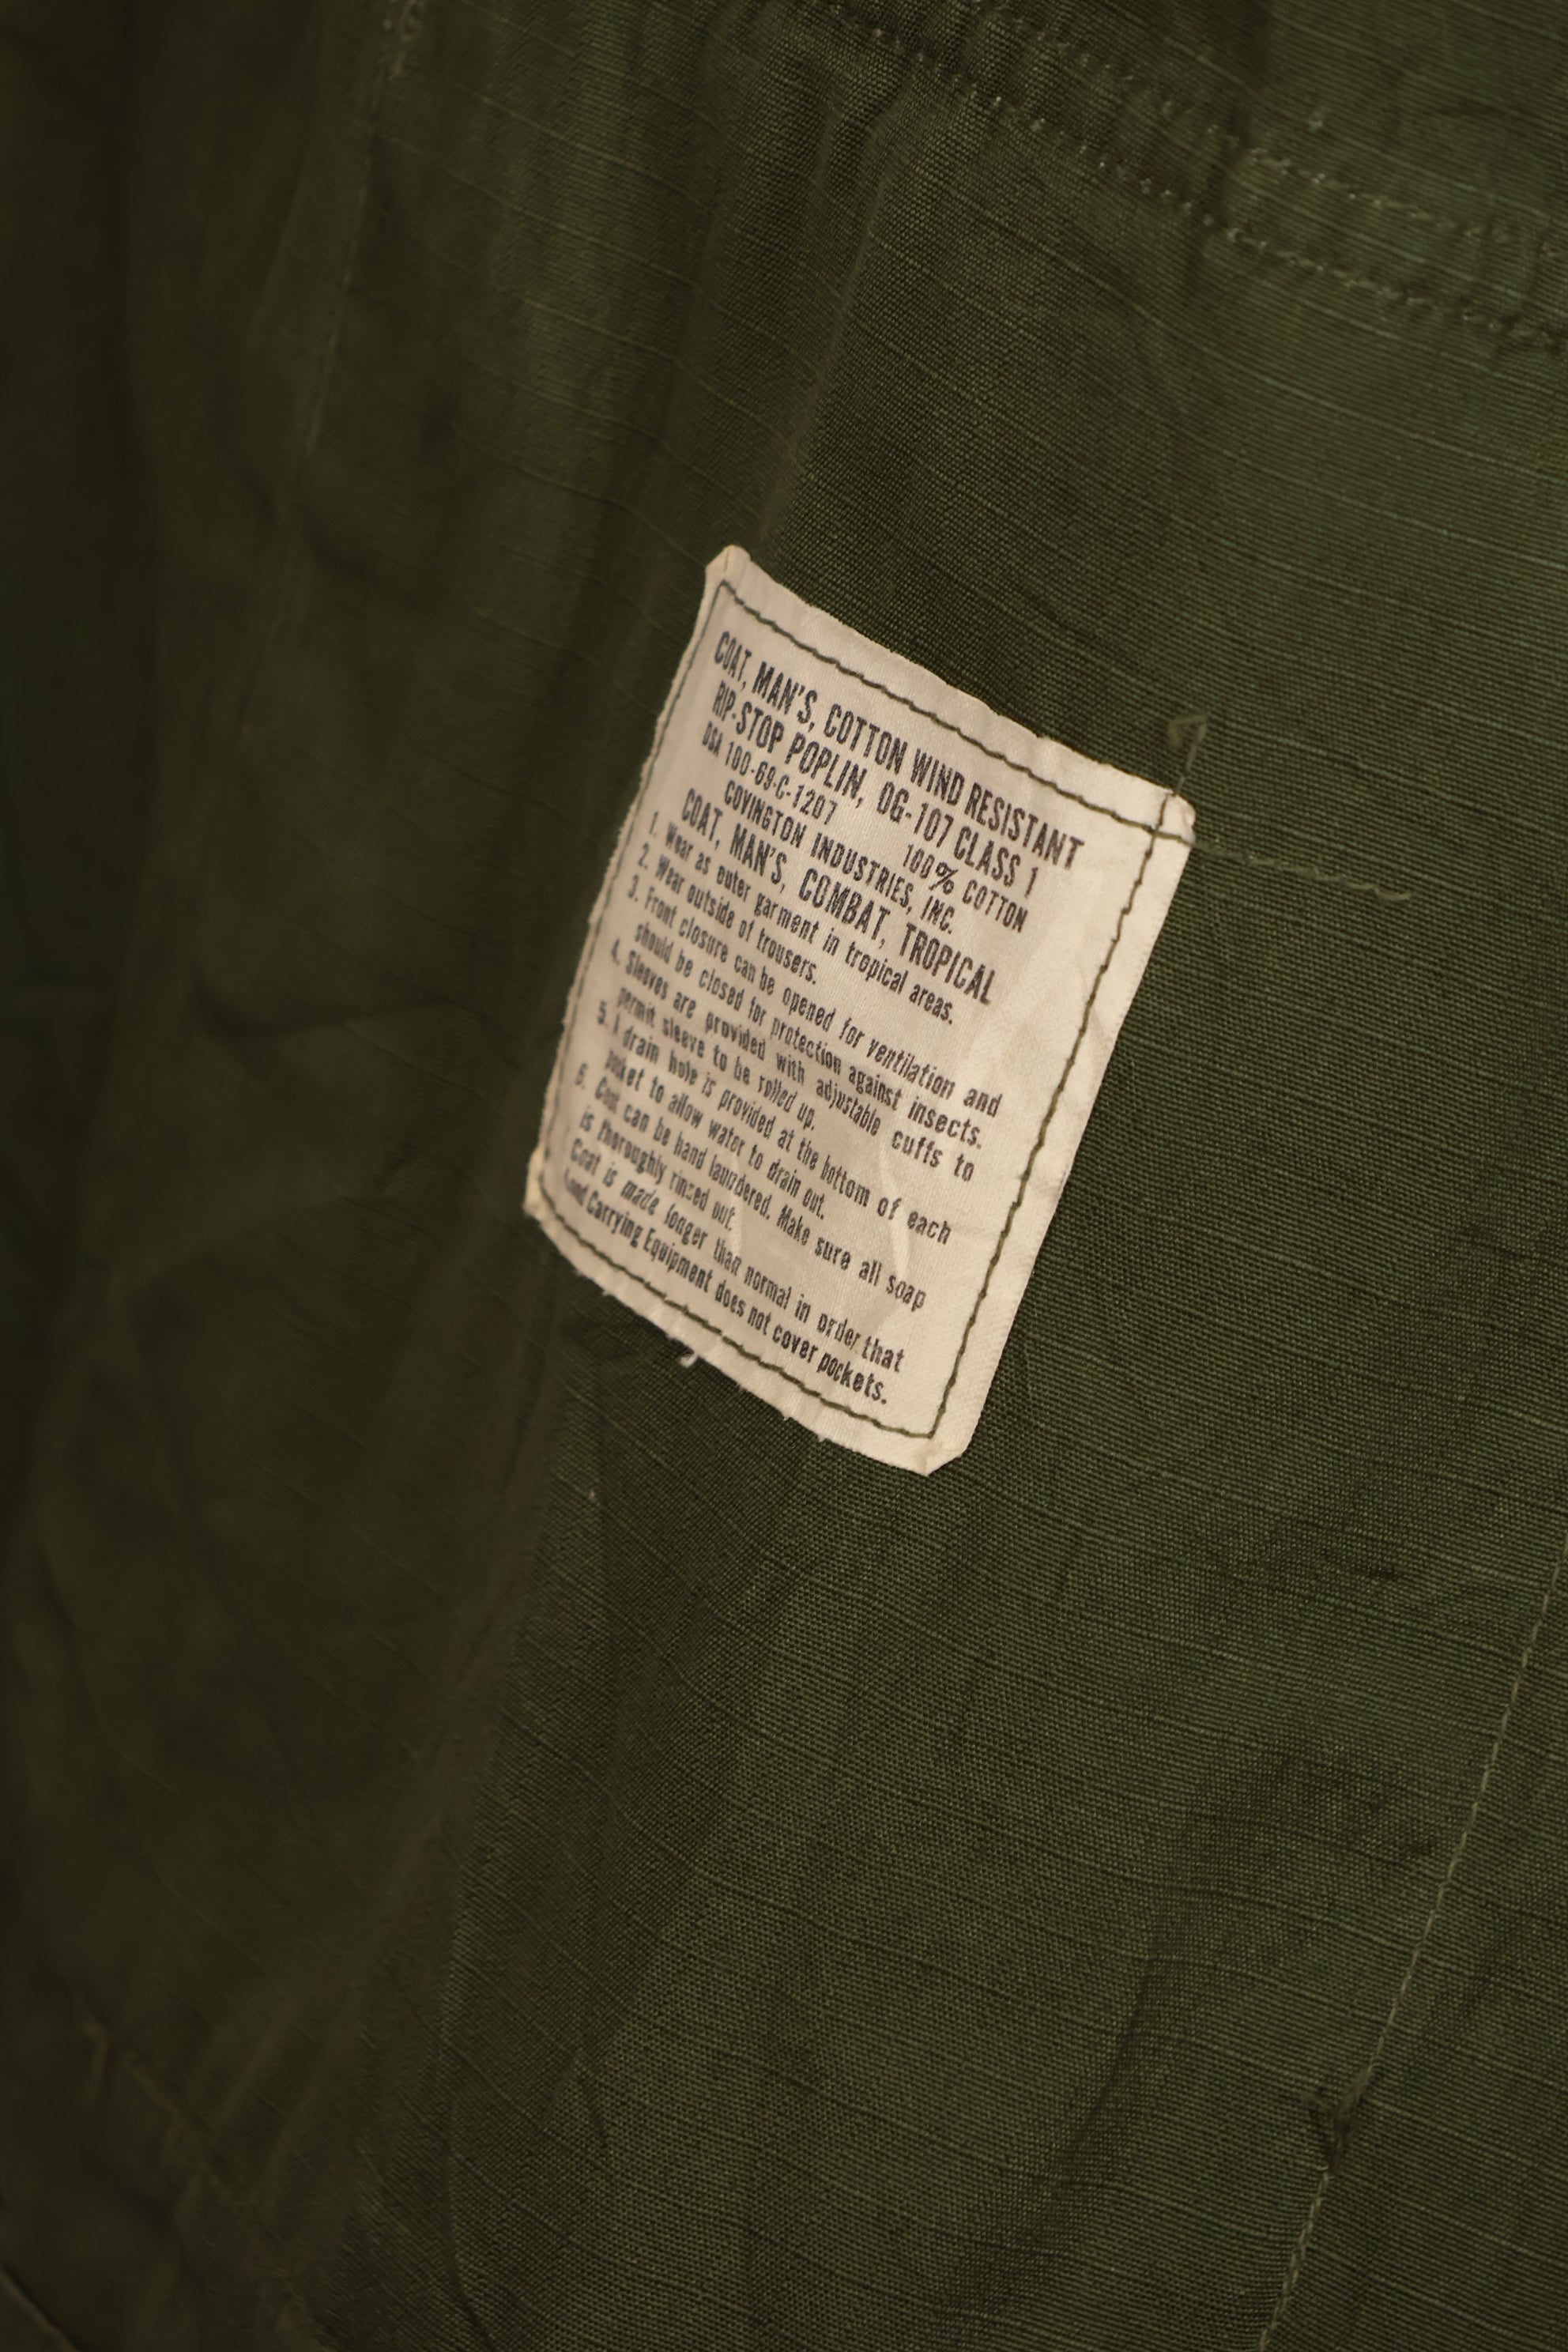 COAT, MAN'S, COTTON WIND RESISTANT
RIP-STOP POPLIN, OG-107 CLASS 1
DSA 100-69-C-1207 100% COTTON
COVINGTON INDUSTRIES, INC.
COAT, MAN'S, COMBAT, TROPICAL
1. Wear as outer garment in tropical areas.
2. Wear outside of trousers.
3. Front closure can be opened for ventilation and
should be closed for protection against insects.
4. Sleeves are provided with adjustable cuffs to
permit sleeve to be rolled up.
5. A drain hole is provided at the bottom of each
pocket to allow water to drain out.
6. Coat can be hand laundered. Make sure all soap
is thoroughly rinsed out.
Coat is made longer than normal in order that
Load Carrying Equipment does not cover pockets.